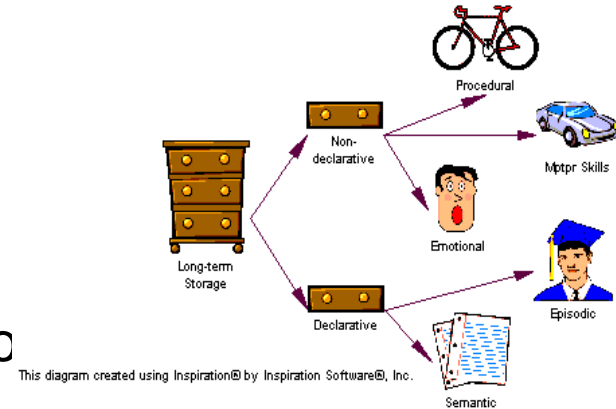 Procedural
Non-
declarative
Mptpr Skills
Emotional
Long-term
Storage
Episodic
Declarative
This diagram created using Inspiration® by Inspiration Software®, Inc.
Semantic